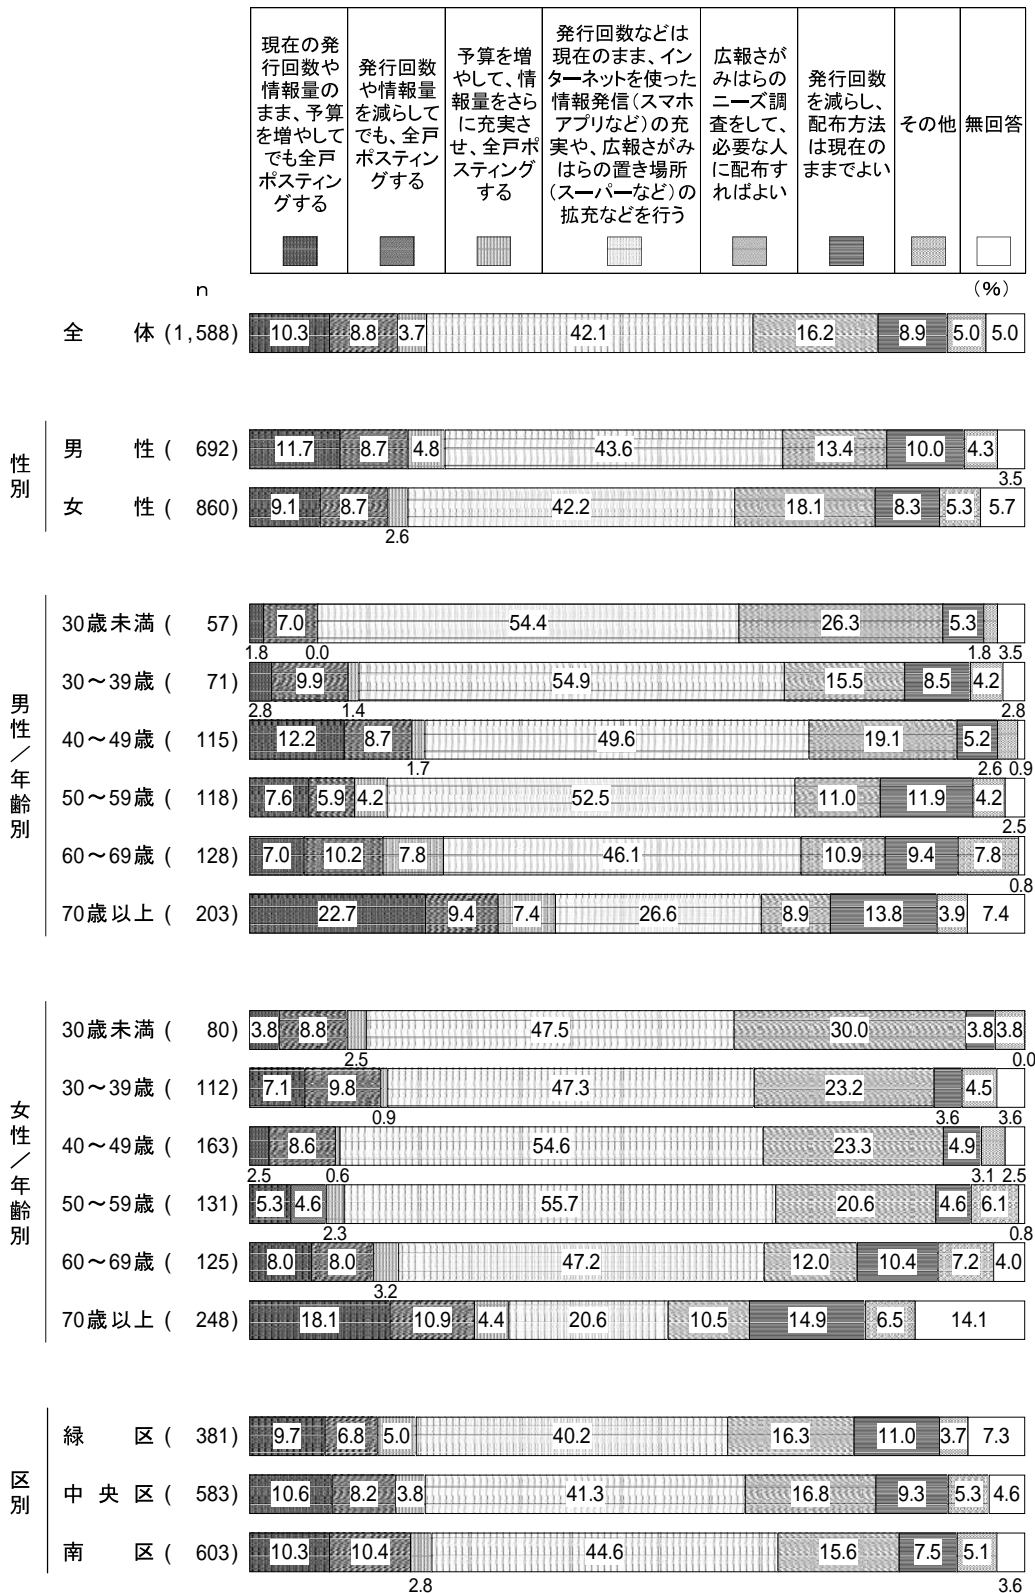 現在の発
行回数や
情報量の
まま、予算
を増やして
でも全戸
ポスティン
グする
発行回数
や情報量
を減らして
でも、全戸
ポスティン
グする
予算を増
やして、情
報量をさら
に充実さ
せ、全戸ポ
スティング
する
発行回数などは
現在のまま、イン
ターネットを使った
情報発信(スマホ
アプリなど)の充
実や、広報さがみ
はらの置き場所
(スーパーなど)の
拡充などを行う
広報さが
みはらの
ニーズ調
査をして、
必要な人
に配布す
ればよい
発行回数
を減らし、
配布方法
は現在の
ままでよい
その他
無回答
n
(%)
全 体 (1,588) 10.3 8.8 3.7 42.1 16.2 8.9 5.0 5.0
性別
男 性 ( 692) 11.7 8.7 4.8 43.6 13.4 10.0 4.3
3.5
女 性 ( 860) 9.1 8.7 42.2 18.1 8.3 5.3 5.7
2.6
男性/年齢別
30歳未満 ( 57) 7.0 54.4 26.3 5.3
1.8 0.0 1.8 3.5
30〜39歳 ( 71) 9.9 54.9 15.5 8.5 4.2
2.8 1.4 2.8
40〜49歳 ( 115) 12.2 8.7 49.6 19.1 5.2
1.7 2.6 0.9
50〜59歳 ( 118) 7.6 5.9 4.2 52.5 11.0 11.9 4.2
2.5
60〜69歳 ( 128) 7.0 10.2 7.8 46.1 10.9 9.4 7.8
0.8
70歳以上 ( 203) 22.7 9.4 7.4 26.6 8.9 13.8 3.9 7.4
女性/年齢別
30歳未満 ( 80) 3.8 8.8 47.5 30.0 3.8 3.8
2.5 0.0
30〜39歳 ( 112) 7.1 9.8 47.3 23.2 4.5
0.9 3.6 3.6
40〜49歳 ( 163) 8.6 54.6 23.3 4.9
2.5 0.6 3.1 2.5
50〜59歳 ( 131) 5.3 4.6 55.7 20.6 4.6 6.1
2.3 0.8
60〜69歳 ( 125) 8.0 8.0 47.2 12.0 10.4 7.2 4.0
3.2
70歳以上 ( 248) 18.1 10.9 4.4 20.6 10.5 14.9 6.5 14.1
区別
緑 区 ( 381) 9.7 6.8 5.0 40.2 16.3 11.0 3.7 7.3
中 央 区 ( 583) 10.6 8.2 3.8 41.3 16.8 9.3 5.3 4.6
南 区 ( 603) 10.3 10.4 44.6 15.6 7.5 5.1
2.8 3.6